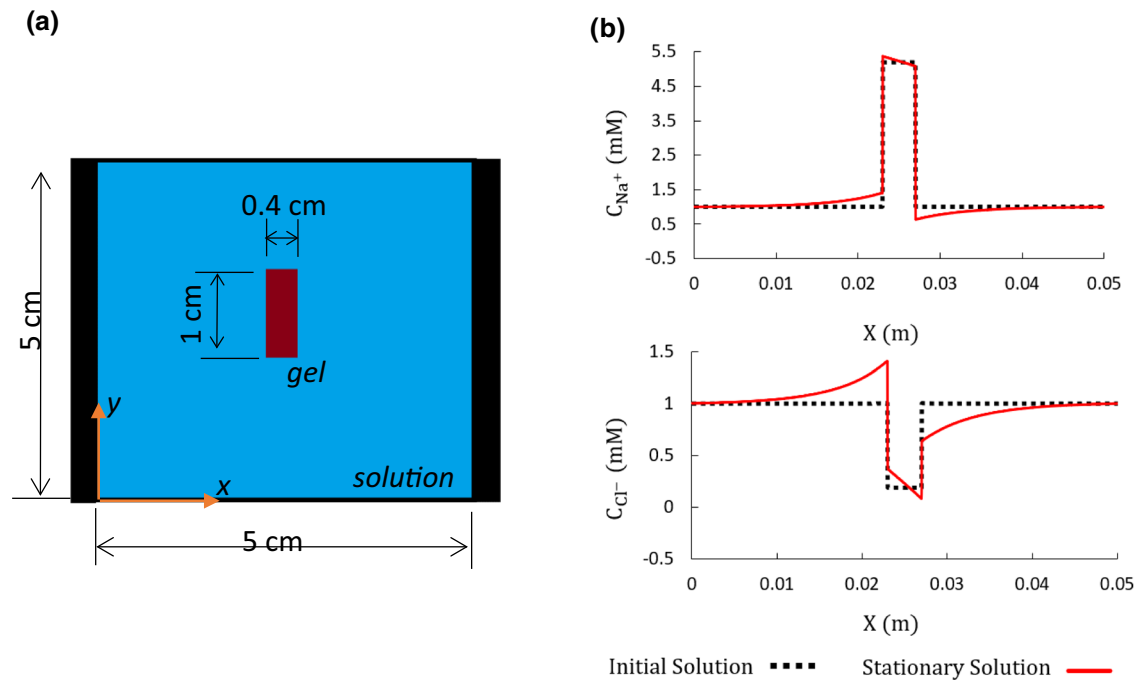 (a)
0.4 cm
1 cm
5 cm
gel
y
x
solution
5 cm
(b)
5.5
4.5
3.5
2.5
1.5
0.5
-0.5
C_Na⁺ (mM)
0 0.01 0.02 0.03 0.04 0.05
X (m)
1.5
1
0.5
0
-0.5
C_Cl⁻ (mM)
0 0.01 0.02 0.03 0.04 0.05
X (m)
Initial Solution Stationary Solution